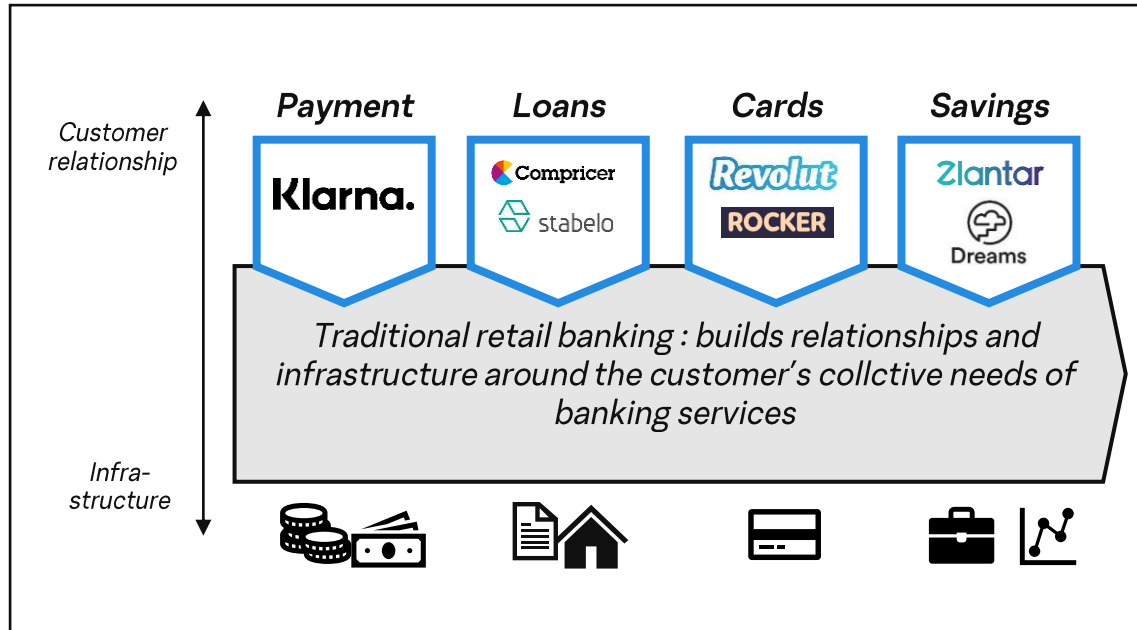 Payment
Loans
Cards
Savings
Customer
relationship
Klarna.
Compricer
stabelo
Revolut
ROCKER
Zlantar
Dreams
Traditional retail banking : builds relationships and
infrastructure around the customer's collctive needs of
banking services
Infra-
structure